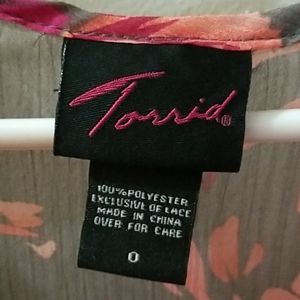 Torrid®
100% POLYESTER
EXCLUSIVE OF LACE
MADE IN CHINA
OVER FOR CARE
0